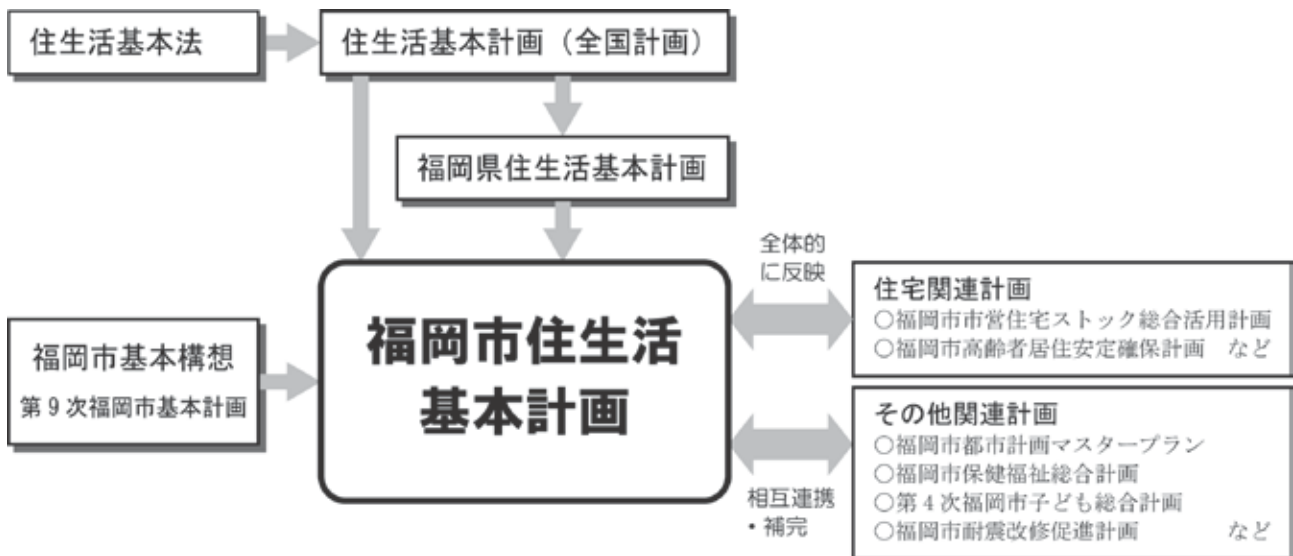 住生活基本法
住生活基本計画（全国計画）
福岡県住生活基本計画
福岡市基本構想
第９次福岡市基本計画
福岡市住生活
基本計画
全体的
に反映
住宅関連計画
○福岡市市営住宅ストック総合活用計画
○福岡市高齢者居住安定確保計画　など
相互連携
・補完
その他関連計画
○福岡市都市計画マスタープラン
○福岡市保健福祉総合計画
○第４次福岡市子ども総合計画
○福岡市耐震改修促進計画　　　など